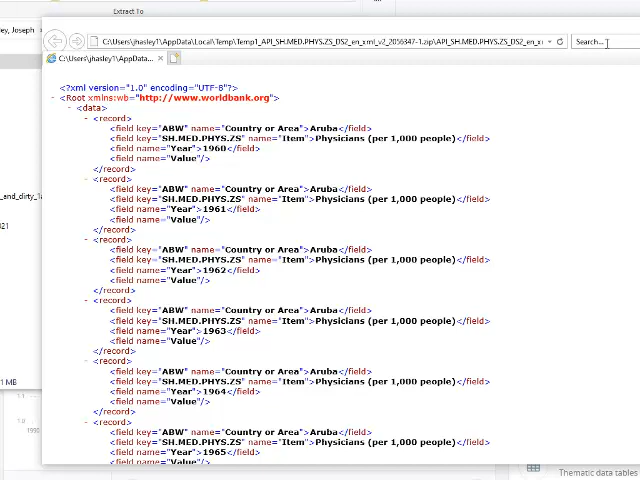 Extract To
ey, Joseph
C:\Users\jhasley1\AppData\Local\Temp\Temp1_API_SH.MED.PHYS.ZS_DS2_en_xml_v2_2056347-1.zip\API_SH.MED.PHYS.ZS_DS2_en_xı
Search...
C:\Users\jhasley1\AppData...
<?xml version="1.0" encoding="UTF-8"?>
- <Root xmlns:wb="http://www.worldbank.org">
- <data>
- <record>
<field key="ABW" name="Country or Area">Aruba</field>
<field key="SH.MED.PHYS.ZS" name="Item">Physicians (per 1,000 people)</field>
<field name="Year">1960</field>
<field name="Value"/>
</record>
- <record>
<field key="ABW" name="Country or Area">Aruba</field>
<field key="SH.MED.PHYS.ZS" name="Item">Physicians (per 1,000 people)</field>
<field name="Year">1961</field>
<field name="Value"/>
</record>
- <record>
<field key="ABW" name="Country or Area">Aruba</field>
<field key="SH.MED.PHYS.ZS" name="Item">Physicians (per 1,000 people)</field>
<field name="Year">1962</field>
<field name="Value"/>
</record>
- <record>
<field key="ABW" name="Country or Area">Aruba</field>
<field key="SH.MED.PHYS.ZS" name="Item">Physicians (per 1,000 people)</field>
<field name="Year">1963</field>
<field name="Value"/>
</record>
- <record>
<field key="ABW" name="Country or Area">Aruba</field>
<field key="SH.MED.PHYS.ZS" name="Item">Physicians (per 1,000 people)</field>
<field name="Year">1964</field>
<field name="Value"/>
</record>
- <record>
<field key="ABW" name="Country or Area">Aruba</field>
<field key="SH.MED.PHYS.ZS" name="Item">Physicians (per 1,000 people)</field>
<field name="Year">1965</field>
_and_dirty_1
021
1 MB
1.1
1.0
1990
Thematic data tables